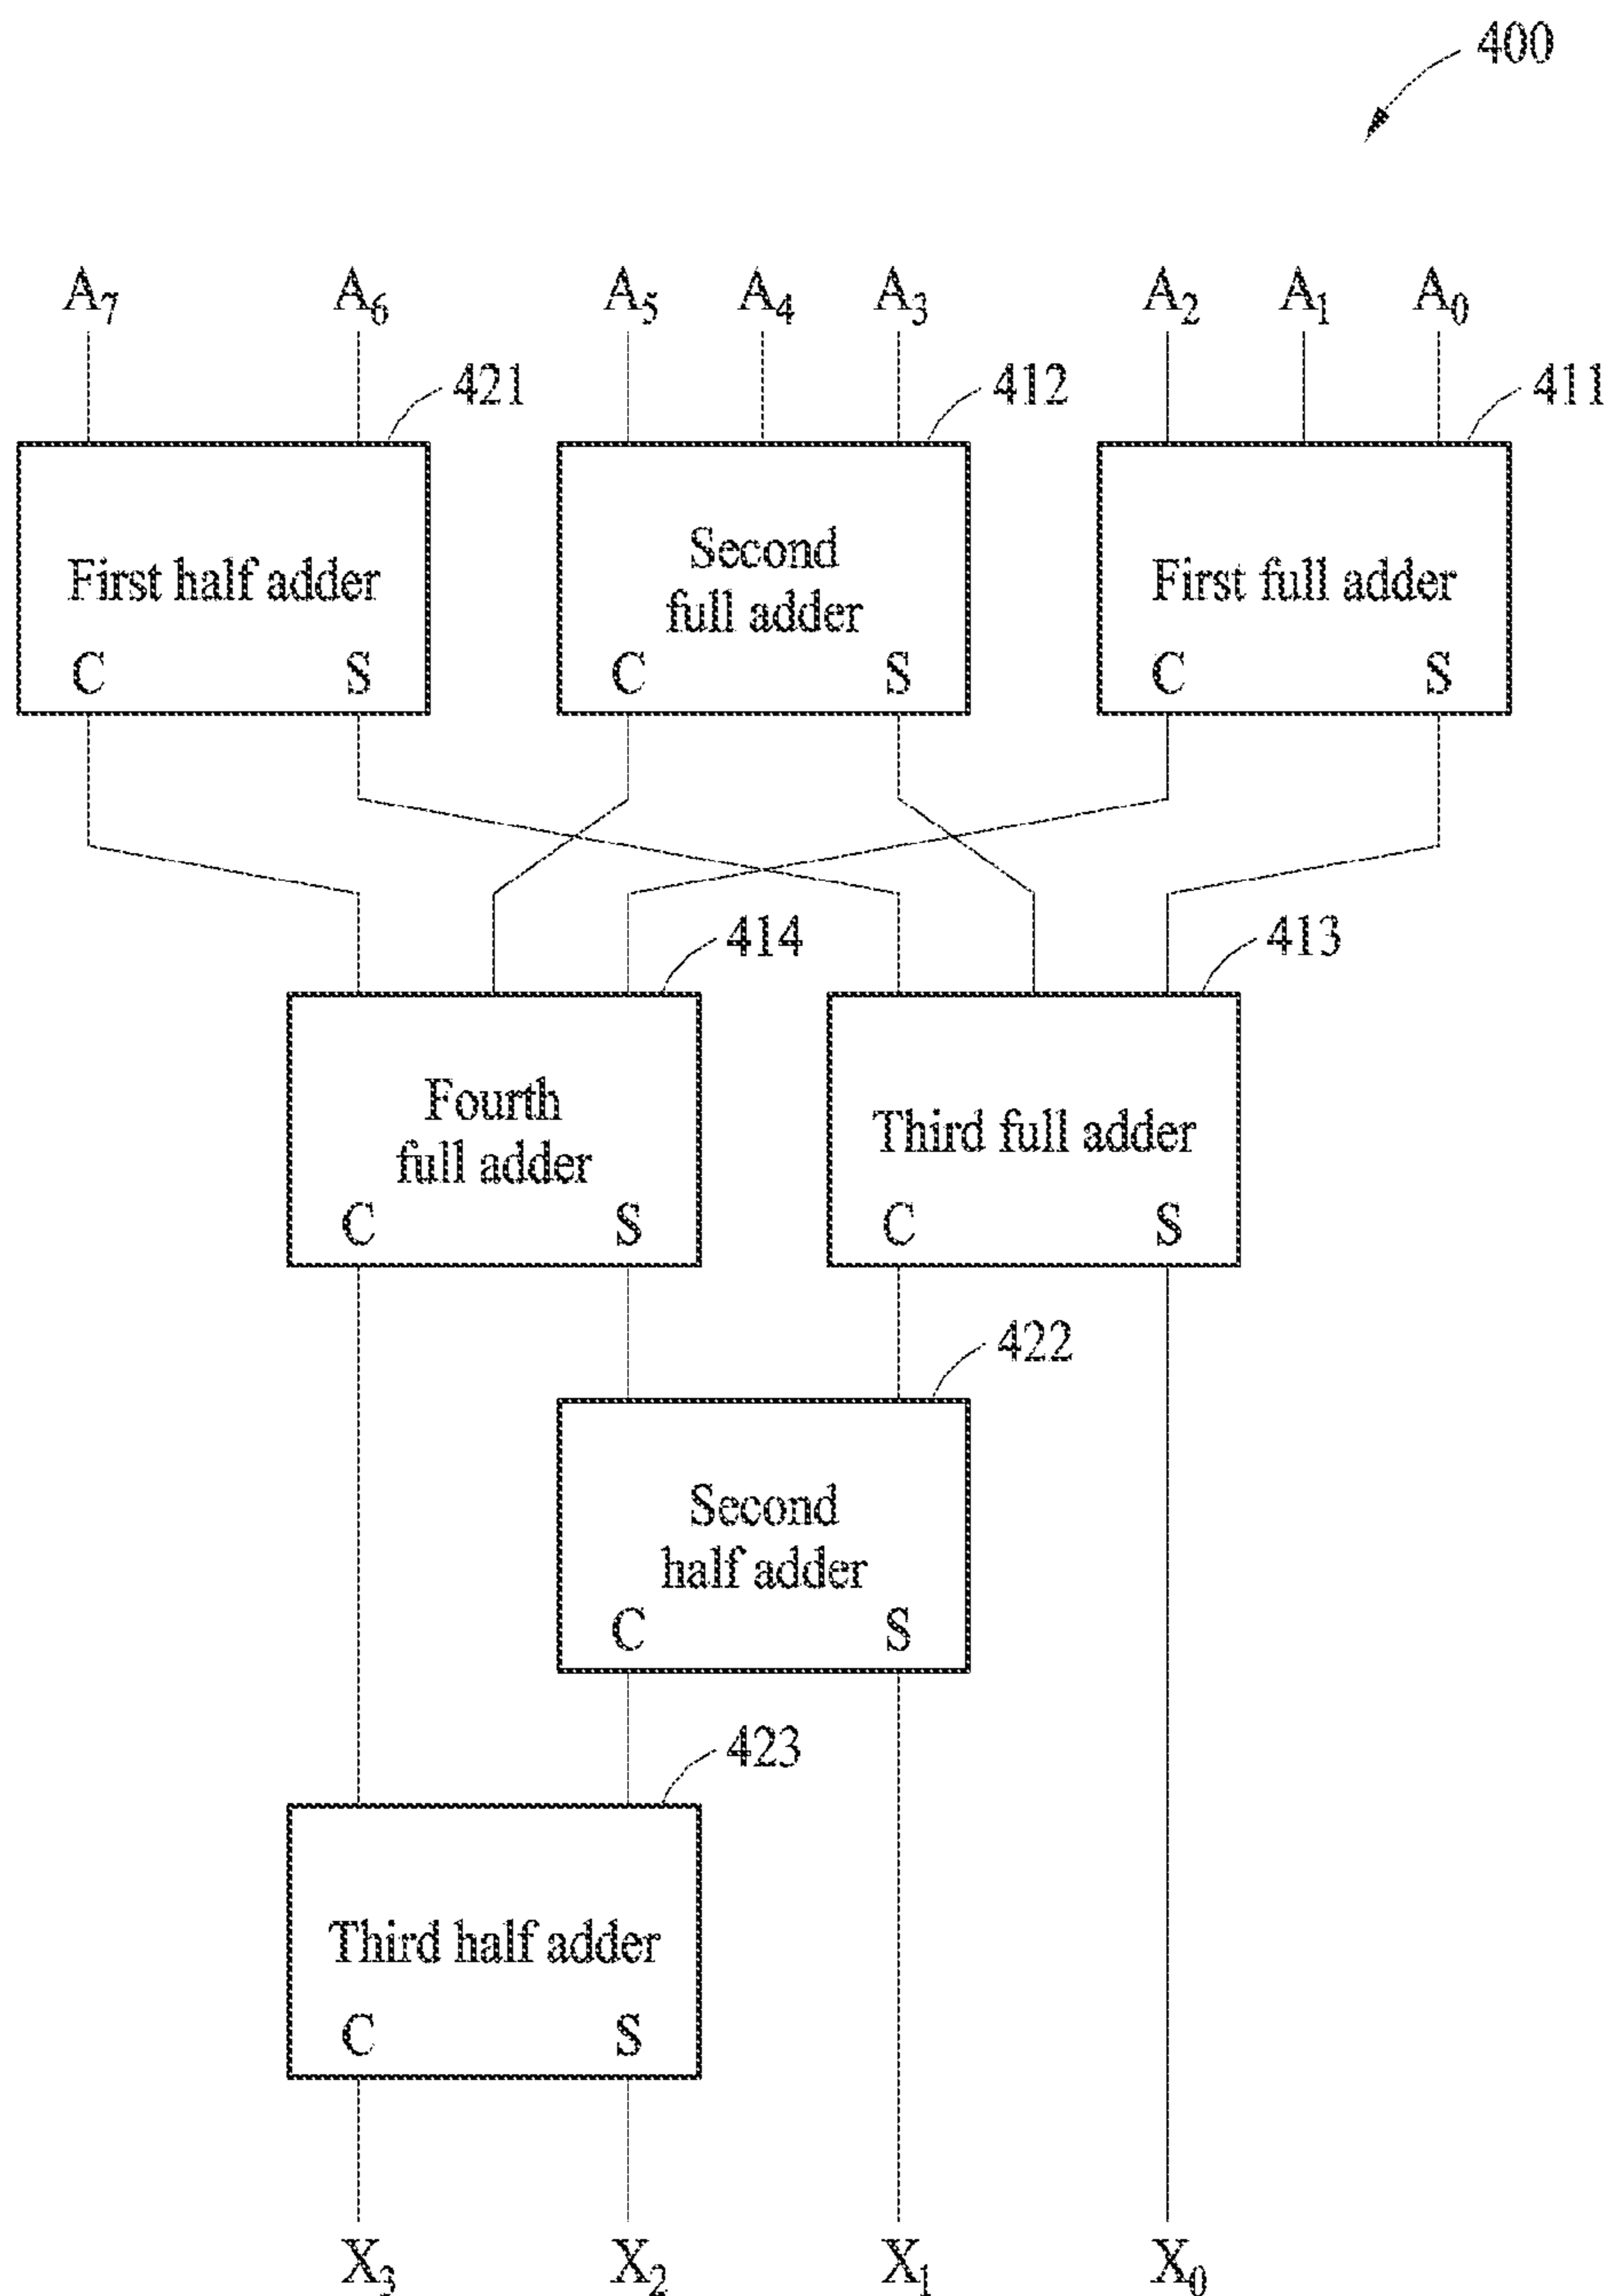 400
A7 A6 A5 A4 A3 A2 A1 A0
421 412 411
First half adder
C S
Second
full adder
C S
First full adder
C S
414 413
Fourth
full adder
C S
Third full adder
C S
422
Second
half adder
C S
423
Third half adder
C S
X3 X2 X1 X0